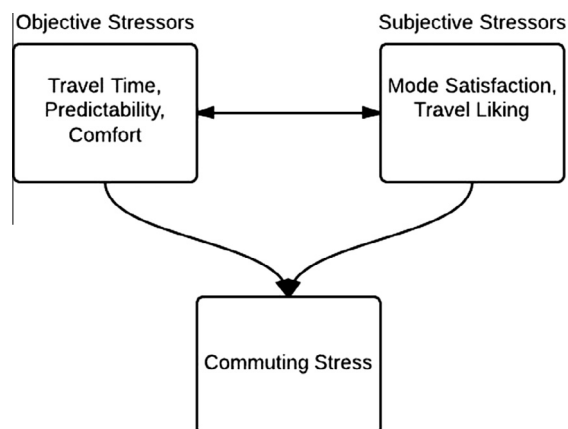 Objective Stressors
Subjective Stressors
Travel Time,
Predictability,
Comfort
Mode Satisfaction,
Travel Liking
Commuting Stress